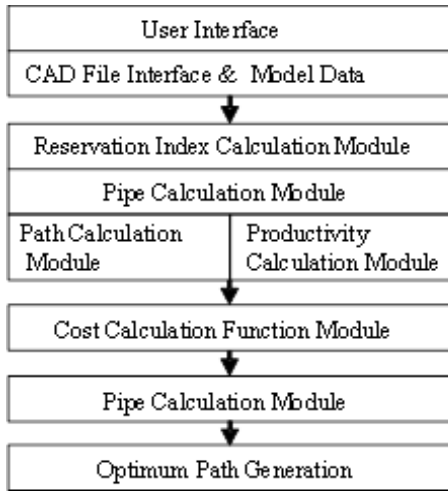 User Interface
CAD File Interface & Model Data
Reservation Index Calculation Module
Pipe Calculation Module
Path Calculation
Module
Productivity
Calculation Module
Cost Calculation Function Module
Pipe Calculation Module
Optimum Path Generation